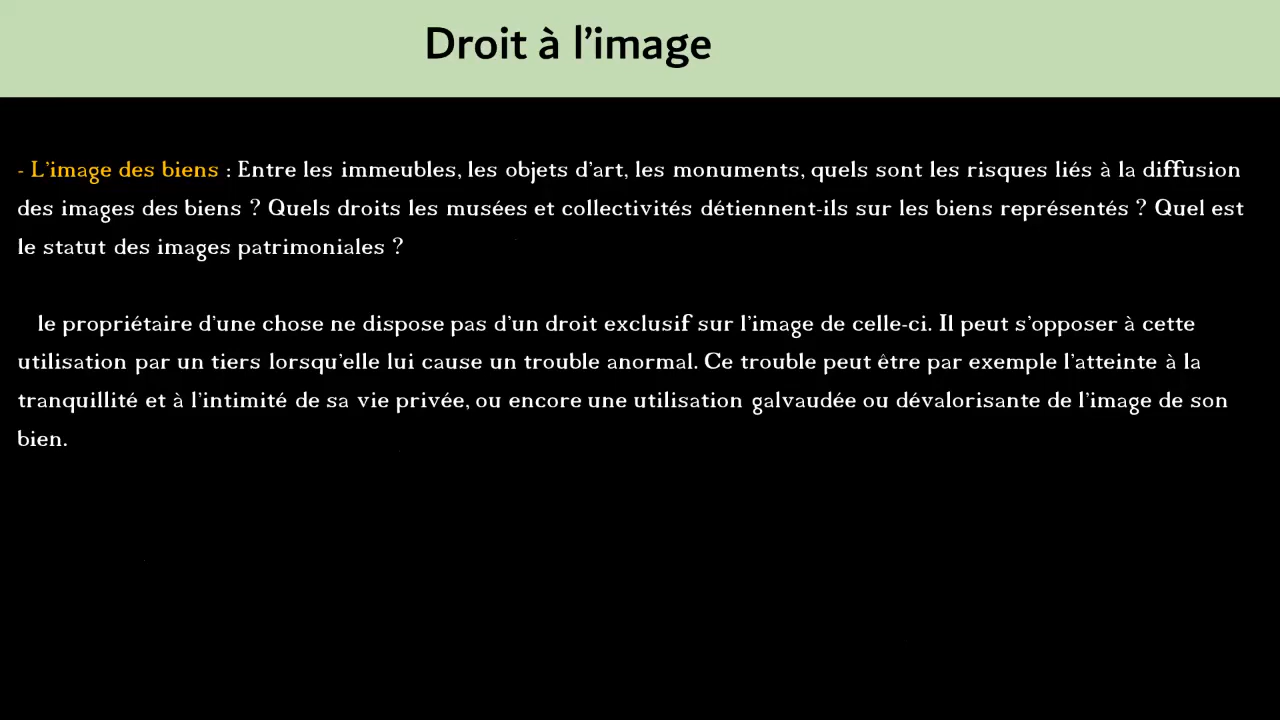 Droit à l’image
- L’image des biens : Entre les immeubles, les objets d’art, les monuments, quels sont les risques liés à la diffusion
des images des biens ? Quels droits les musées et collectivités détiennent-ils sur les biens représentés ? Quel est
le statut des images patrimoniales ?
le propriétaire d’une chose ne dispose pas d’un droit exclusif sur l’image de celle-ci. Il peut s’opposer à cette
utilisation par un tiers lorsqu’elle lui cause un trouble anormal. Ce trouble peut être par exemple l’atteinte à la
tranquillité et à l’intimité de sa vie privée, ou encore une utilisation galvaudée ou dévalorisante de l’image de son
bien.